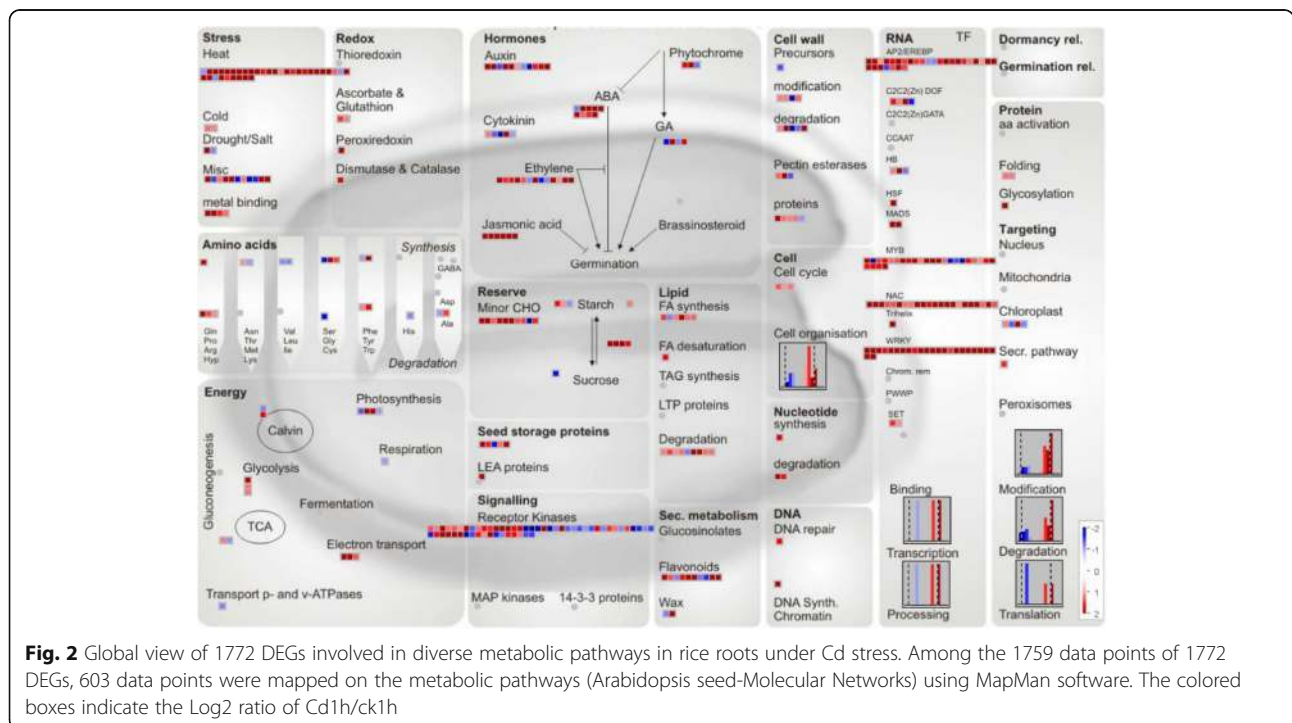 Stress
Heat
Cold
Drought/Salt
Misc
metal binding
Redox
Thioredoxin
Ascorbate &
Glutathion
Peroxiredoxin
Dismutase & Catalase
Hormones
Auxin
Phytochrome
ABA
Cytokinin
GA
Ethylene
Jasmonic acid
Brassinosteroid
Germination
Cell wall
Precursors
modification
degradation
Pectin esterases
proteins
Cell
Cell cycle
Cell organisation
RNA TF
AP2/EREBP
C2C2(Zn) DOF
C2C2(Zn)GATA
CCAAT
HB
HSF
MADS
MYB
NAC
Trihelix
WRKY
Chrom. rem
PWWP
SET
Binding
Transcription
Processing
Dormancy rel.
Germination rel.
Protein
aa activation
Folding
Glycosylation
Targeting
Nucleus
Mitochondria
Chloroplast
Secr. pathway
Peroxisomes
Modification
Degradation
Translation
-2
-1
0
1
2
Amino acids
Synthesis
GABA
Asp
Ala
Gln
Pro
Arg
Hyp
Asn
Thr
Met
Lys
Val
Leu
Ile
Ser
Gly
Cys
Phe
Tyr
Trp
His
Degradation
Reserve
Minor CHO
Starch
Sucrose
Lipid
FA synthesis
FA desaturation
TAG synthesis
LTP proteins
Degradation
Energy
Photosynthesis
Calvin
Respiration
Gluconeogenesis
Glycolysis
Fermentation
TCA
Electron transport
Transport p- and v-ATPases
Seed storage proteins
LEA proteins
Signalling
Receptor Kinases
MAP kinases
14-3-3 proteins
Sec. metabolism
Glucosinolates
Flavonoids
Wax
Nucleotide
synthesis
degradation
DNA
DNA repair
DNA Synth.
Chromatin
Fig. 2 Global view of 1772 DEGs involved in diverse metabolic pathways in rice roots under Cd stress. Among the 1759 data points of 1772
DEGs, 603 data points were mapped on the metabolic pathways (Arabidopsis seed-Molecular Networks) using MapMan software. The colored
boxes indicate the Log2 ratio of Cd1h/ck1h